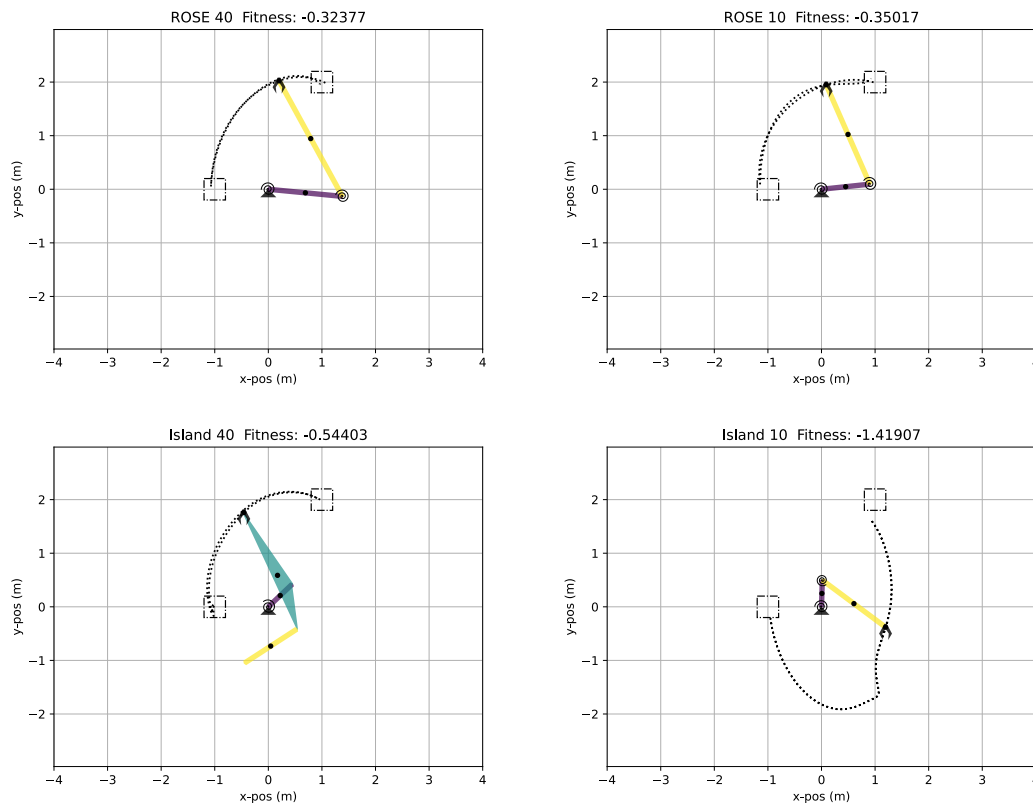 ROSE 40 Fitness: -0.32377
2
1
0
−1
−2
−4 −3 −2 −1 0 1 2 3 4
x-pos (m)
y-pos (m)
ROSE 10 Fitness: -0.35017
2
1
0
−1
−2
−4 −3 −2 −1 0 1 2 3 4
x-pos (m)
y-pos (m)
Island 40 Fitness: -0.54403
2
1
0
−1
−2
−4 −3 −2 −1 0 1 2 3 4
x-pos (m)
y-pos (m)
Island 10 Fitness: -1.41907
2
1
0
−1
−2
−4 −3 −2 −1 0 1 2 3 4
x-pos (m)
y-pos (m)